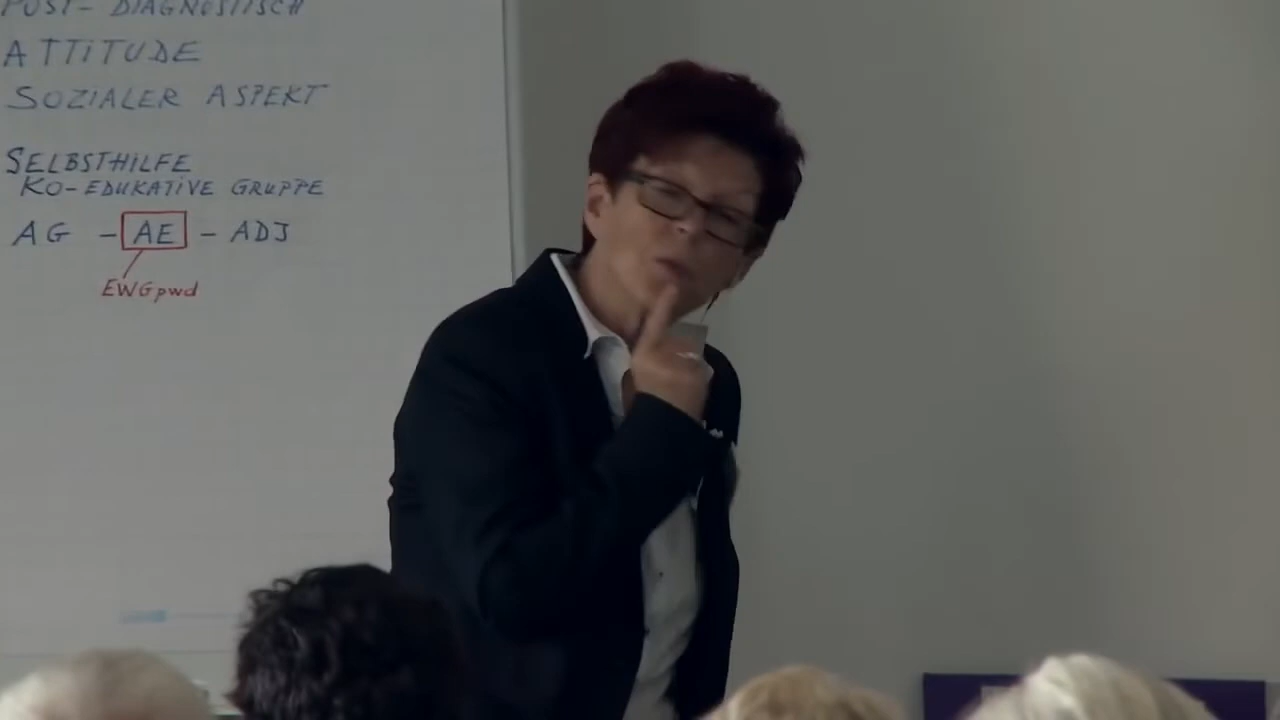 POST- DIAGNOSTISCH
ATTITUDE
SOZIALER ASPEKT
SELBSTHILFE
KO-EDUKATIVE GRUPPE
AG - AE - ADJ
EWGpwd